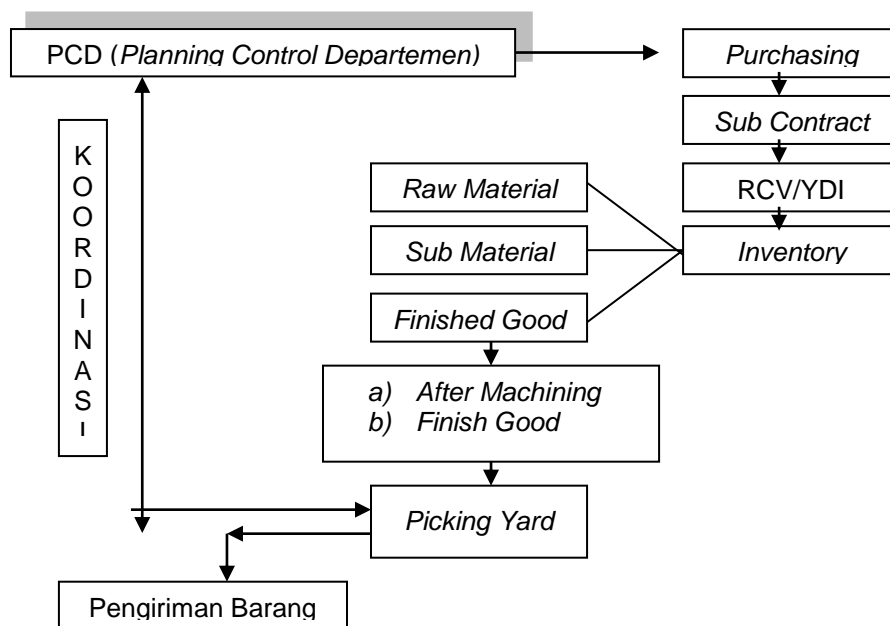 PCD (Planning Control Departemen)
Purchasing
Sub Contract
KOORDINASI
Raw Material
RCV/YDI
Sub Material
Inventory
Finished Good
a) After Machining
b) Finish Good
Picking Yard
Pengiriman Barang